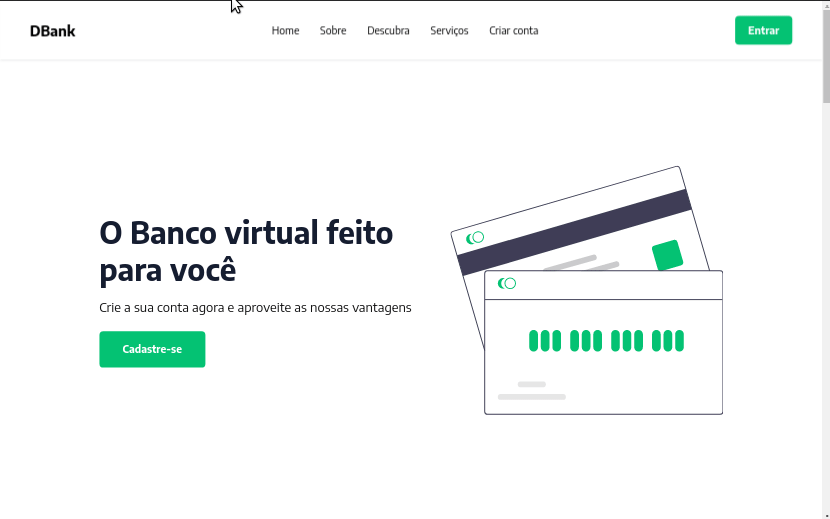 DBank
Home Sobre Descubra Serviços Criar conta
Entrar
O Banco virtual feito
para você
Crie a sua conta agora e aproveite as nossas vantagens
Cadastre-se